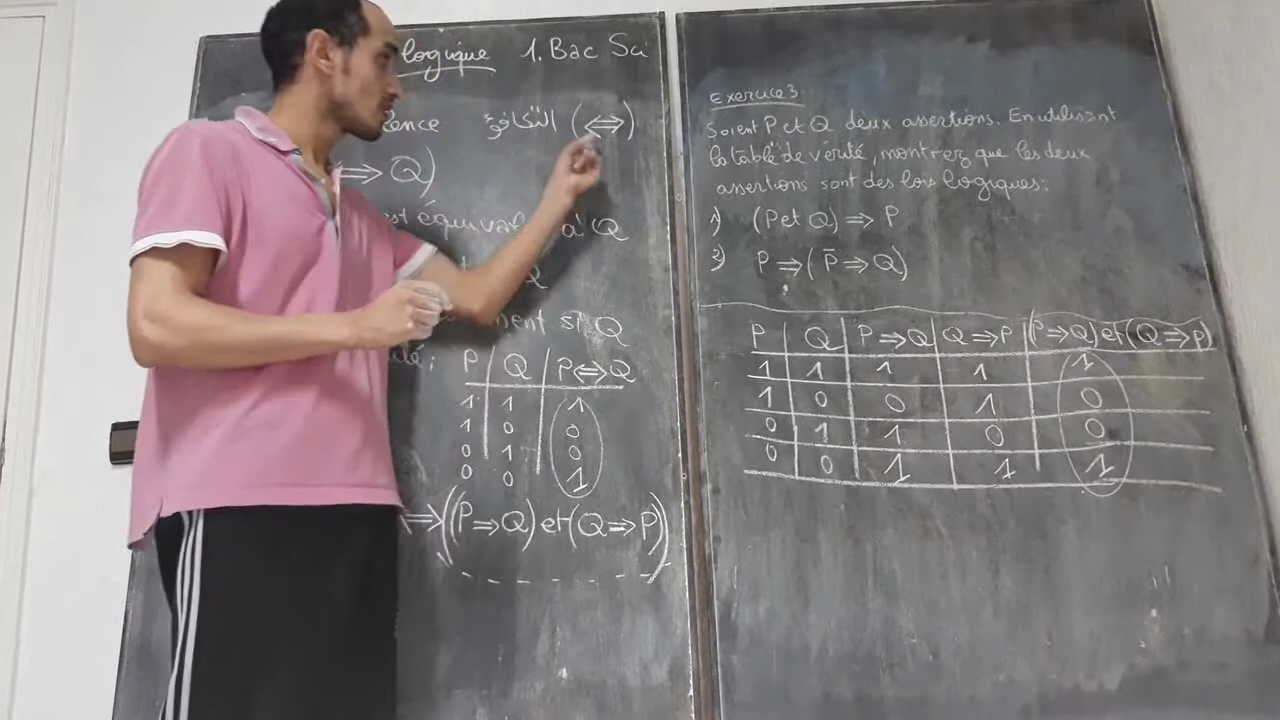 logique 1. Bac Sci
lence التكافؤ (⇔)
⇔ Q)
est équivalent à Q
Q
ment si Q
P | Q | P⇔Q
1 | 1 | 1
1 | 0 | 0
0 | 1 | 0
0 | 0 | 1
⇔((P⇒Q) et (Q⇒P))
Exercice 3
Soient P et Q deux assertions. En utilisant
la table de vérité, montrez que les deux
assertions sont des lois logiques:
1) (P et Q) ⇒ P
2) P ⇒ (P̄ ⇒ Q)
P | Q | P⇒Q | Q⇒P | (P⇒Q) et (Q⇒P)
1 | 1 | 1 | 1 | 1
1 | 0 | 0 | 1 | 0
0 | 1 | 1 | 0 | 0
0 | 0 | 1 | 1 | 1